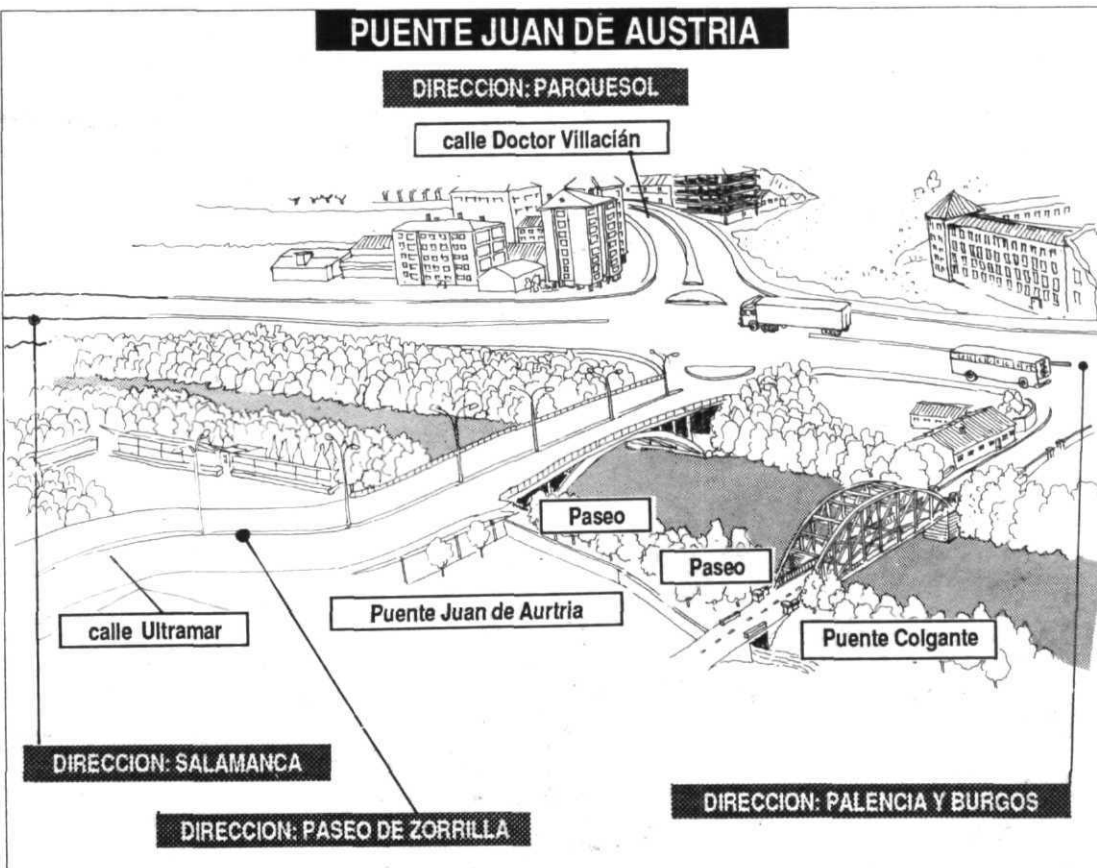 PUENTE JUAN DE AUSTRIA
DIRECCION: PARQUESOL
calle Doctor Villacián
Paseo
Paseo
Puente Juan de Aurtria
calle Ultramar
Puente Colgante
DIRECCION: SALAMANCA
DIRECCION: PALENCIA Y BURGOS
DIRECCION: PASEO DE ZORRILLA